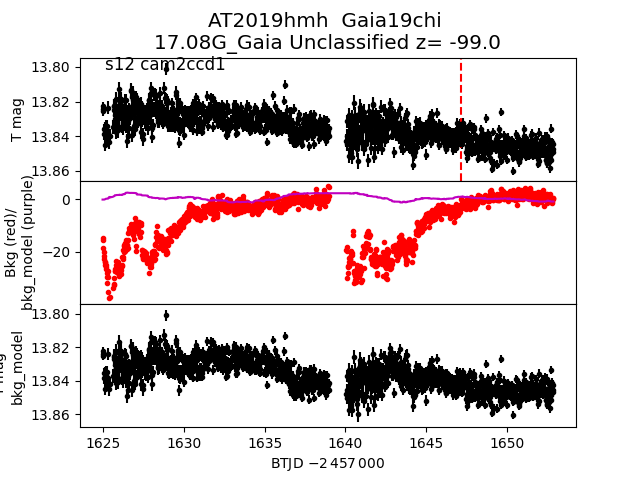 AT2019hmh  Gaia19chi
17.08G_Gaia Unclassified z= -99.0
s12 cam2ccd1
13.80
13.82
13.84
13.86
T mag
0
−20
Bkg (red)/
bkg_model (purple)
13.80
13.82
13.84
13.86
bkg_model
1625
1630
1635
1640
1645
1650
BTJD −2 457 000